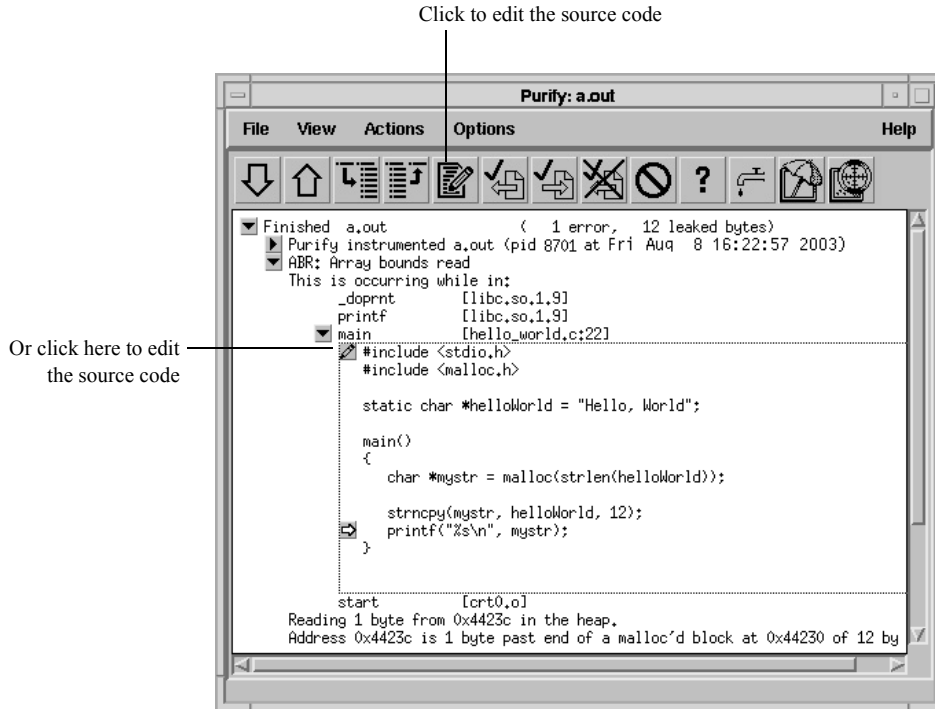 Click to edit the source code
Purify: a.out
File View Actions Options Help
?
Finished a.out ( 1 error, 12 leaked bytes)
Purify instrumented a.out (pid 8701 at Fri Aug 8 16:22:57 2003)
ABR: Array bounds read
This is occurring while in:
_doprnt [libc.so.1.9]
printf [libc.so.1.9]
main [hello_world.c:22]
Or click here to edit
the source code
#include <stdio.h>
#include <malloc.h>
static char *helloWorld = "Hello, World";
main()
{
char *mystr = malloc(strlen(helloWorld));
strncpy(mystr, helloWorld, 12);
printf("%s\n", mystr);
}
start [crt0.o]
Reading 1 byte from 0x4423c in the heap.
Address 0x4423c is 1 byte past end of a malloc'd block at 0x44230 of 12 by